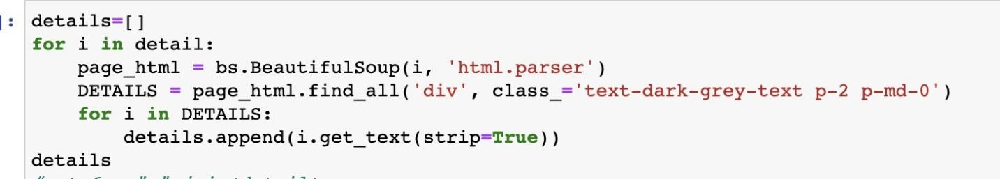 ]:
details=[]
for i in detail:
    page_html = bs.BeautifulSoup(i, 'html.parser')
    DETAILS = page_html.find_all('div', class_='text-dark-grey-text p-2 p-md-0')
    for i in DETAILS:
        details.append(i.get_text(strip=True))
details